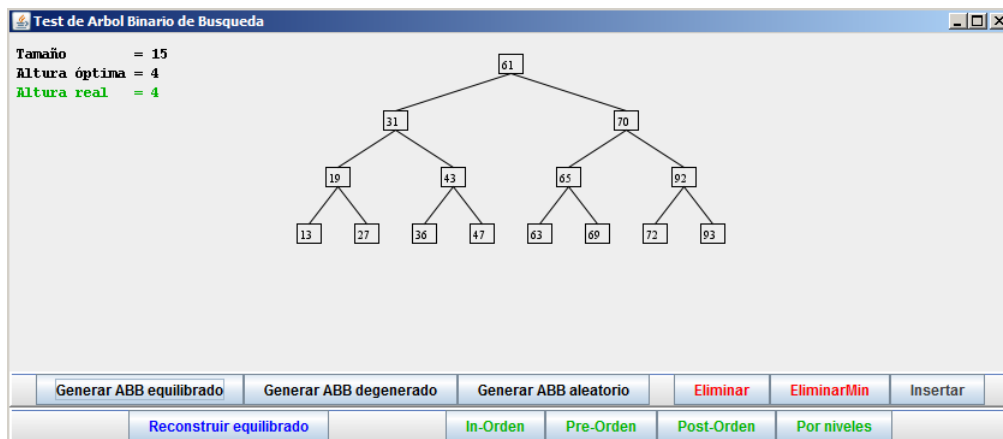 Test de Arbol Binario de Busqueda
Tamaño = 15
Altura óptima = 4
Altura real = 4
61
31 70
19 43 65 92
13 27 36 47 63 69 72 93
Generar ABB equilibrado Generar ABB degenerado Generar ABB aleatorio Eliminar EliminarMin Insertar
Reconstruir equilibrado In-Orden Pre-Orden Post-Orden Por niveles